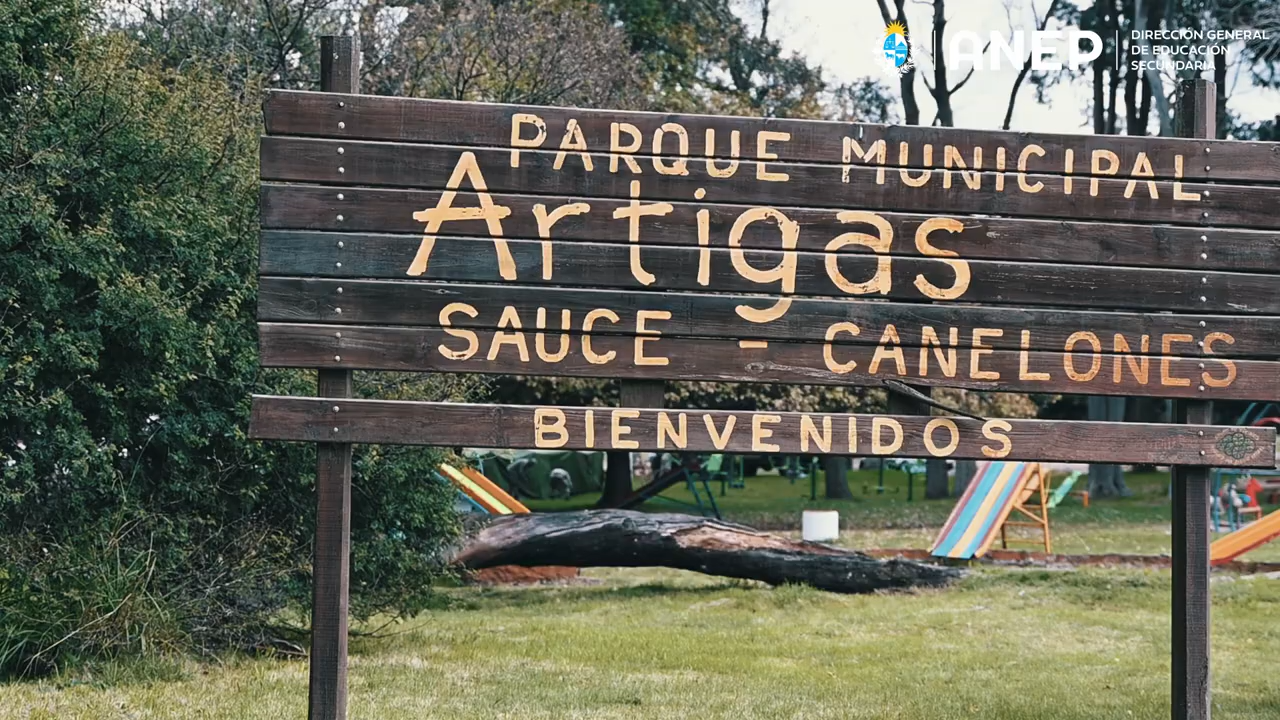 ANEP
DIRECCIÓN GENERAL
DE EDUCACIÓN
SECUNDARIA
PARQUE MUNICIPAL
Artigas
SAUCE - CANELONES
BIENVENIDOS